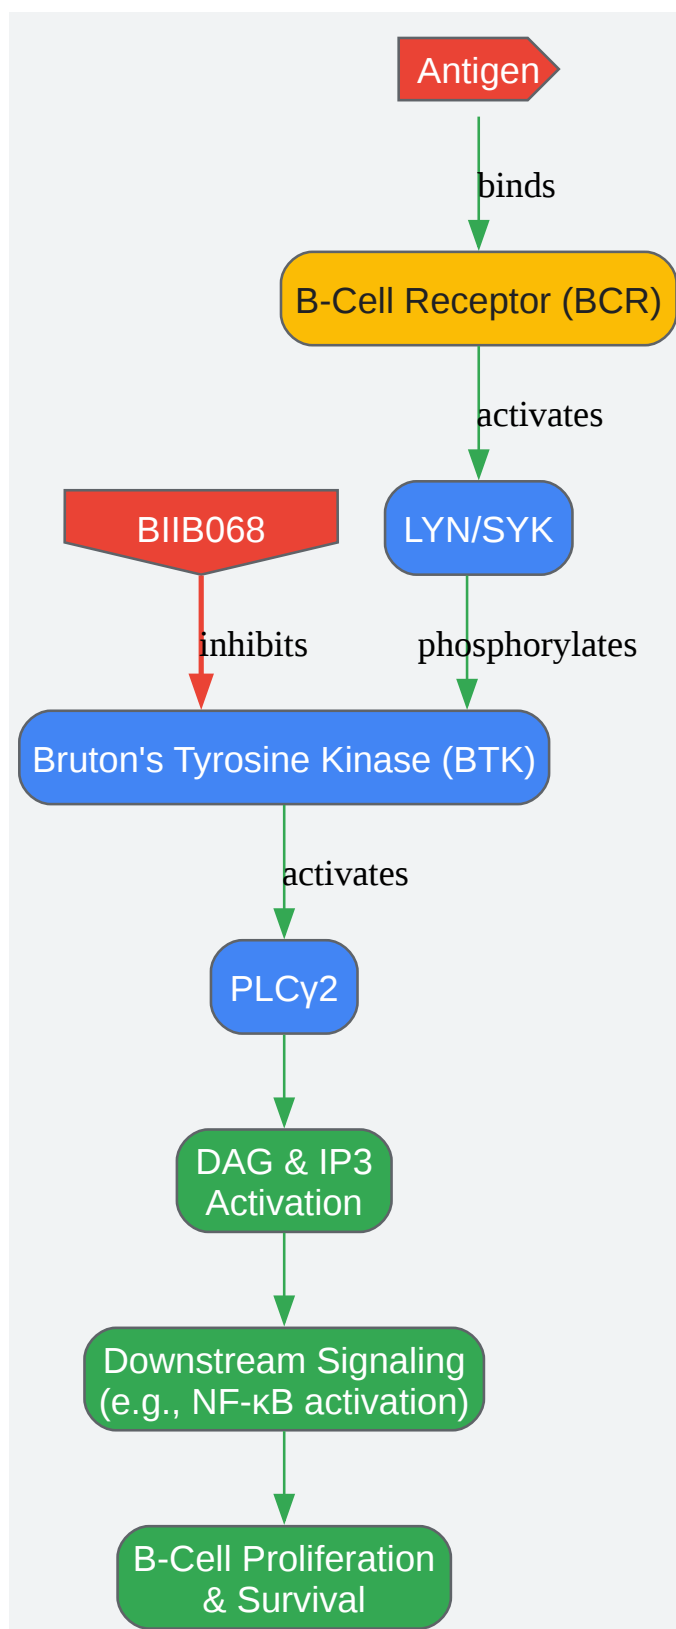 Antigen
binds
B-Cell Receptor (BCR)
activates
BIIB068
LYN/SYK
inhibits
phosphorylates
Bruton's Tyrosine Kinase (BTK)
activates
PLCγ2
DAG & IP3
Activation
Downstream Signaling
(e.g., NF-κB activation)
B-Cell Proliferation
& Survival